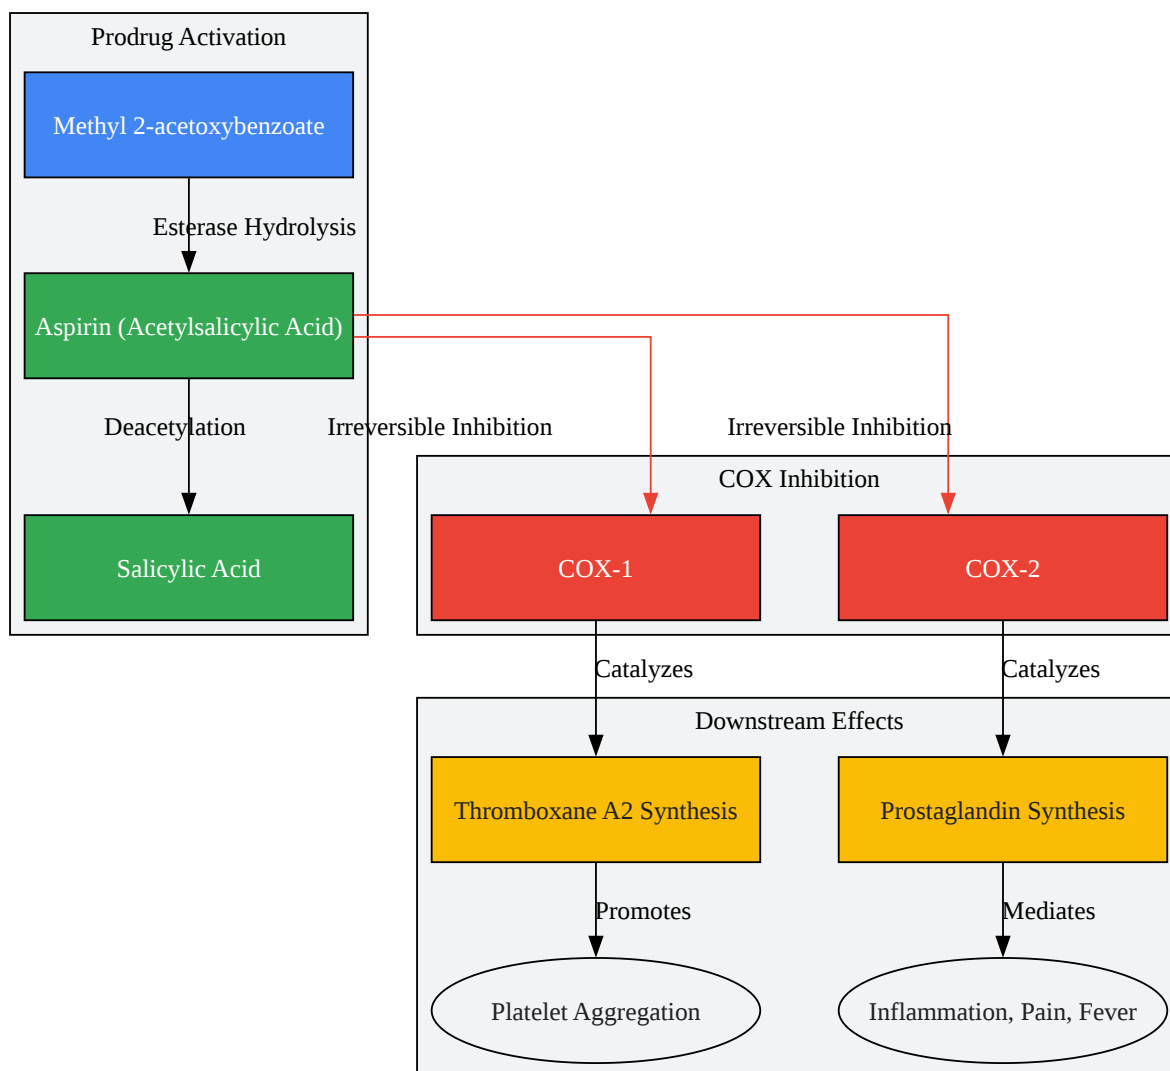 Prodrug Activation
Methyl 2-acetoxybenzoate
Esterase Hydrolysis
Aspirin (Acetylsalicylic Acid)
Deacetylation
Irreversible Inhibition
Irreversible Inhibition
COX Inhibition
Salicylic Acid
COX-1
COX-2
Catalyzes
Catalyzes
Downstream Effects
Thromboxane A2 Synthesis
Prostaglandin Synthesis
Promotes
Mediates
Platelet Aggregation
Inflammation, Pain, Fever